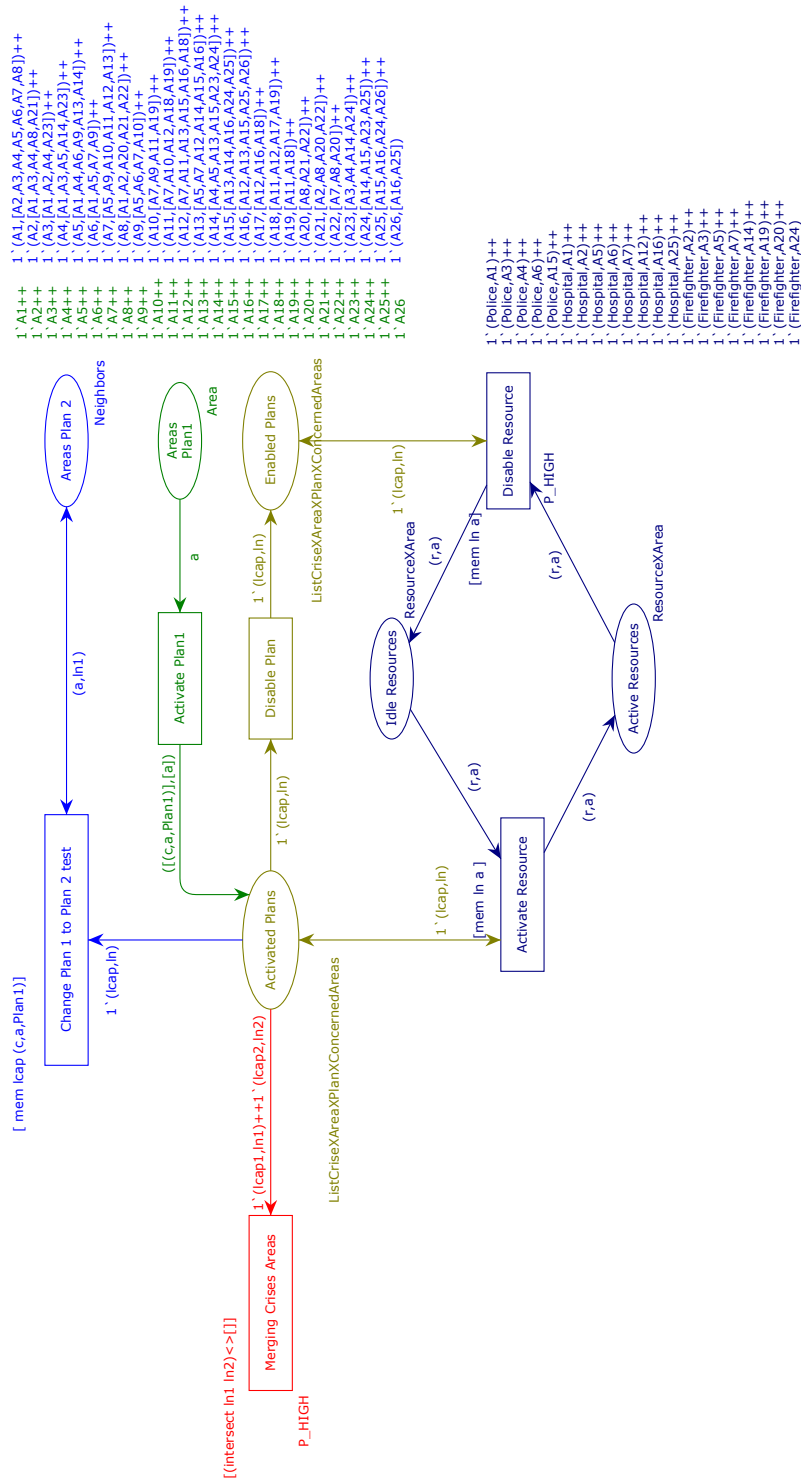 [ mem lcap (c,a,Plan1)]
Change Plan 1 to Plan 2 test
(a,ln1)
Areas Plan 2
Neighbors
1`(lcap,ln)
1`(A1,[A2,A3,A4,A5,A6,A7,A8])++
1`(A2,[A1,A3,A4,A8,A21])++
1`(A3,[A1,A2,A4,A23])++
1`(A4,[A1,A3,A5,A14,A23])++
1`(A5,[A1,A4,A6,A9,A13,A14])++
1`(A6,[A1,A5,A7,A9])++
1`(A7,[A5,A9,A10,A11,A12,A13])++
1`(A8,[A1,A2,A20,A21,A22])++
1`(A9,[A5,A6,A7,A10])++
1`(A10,[A7,A9,A11,A19])++
1`(A11,[A7,A10,A12,A18,A19])++
1`(A12,[A7,A11,A13,A15,A16,A18])++
1`(A13,[A5,A7,A12,A14,A15,A16])++
1`(A14,[A4,A5,A13,A15,A23,A24])++
1`(A15,[A13,A14,A16,A24,A25])++
1`(A16,[A12,A13,A15,A25,A26])++
1`(A17,[A12,A16,A18])++
1`(A18,[A11,A12,A17,A19])++
1`(A19,[A11,A18])++
1`(A20,[A8,A21,A22])++
1`(A21,[A2,A8,A20,A22])++
1`(A22,[A7,A8,A20])++
1`(A23,[A3,A4,A14,A24])++
1`(A24,[A14,A15,A23,A25])++
1`(A25,[A15,A16,A24,A26])++
1`(A26,[A16,A25])
1`A1++
1`A2++
1`A3++
1`A4++
1`A5++
1`A6++
1`A7++
1`A8++
1`A9++
1`A10++
1`A11++
1`A12++
1`A13++
1`A14++
1`A15++
1`A16++
1`A17++
1`A18++
1`A19++
1`A20++
1`A21++
1`A22++
1`A23++
1`A24++
1`A25++
1`A26
([(c,a,Plan1)],[a])
Activate Plan1
a
Areas
Plan1
Area
[(intersect ln1 ln2)<>[]]
Merging Crises Areas
P_HIGH
1`(lcap1,ln1)++1`(lcap2,ln2)
Activated Plans
ListCriseXAreaXPlanXConcernedAreas
1`(lcap,ln)
Disable Plan
1`(lcap,ln)
Enabled Plans
ListCriseXAreaXPlanXConcernedAreas
1`(lcap,ln)
1`(lcap,ln)
Idle Resources
ResourceXArea
(r,a)
(r,a)
[mem ln a ]
Activate Resource
[mem ln a]
Disable Resource
P_HIGH
(r,a)
(r,a)
Active Resources
ResourceXArea
1`(Police,A1)++
1`(Police,A3)++
1`(Police,A4)++
1`(Police,A6)++
1`(Police,A15)++
1`(Hospital,A1)++
1`(Hospital,A2)++
1`(Hospital,A5)++
1`(Hospital,A6)++
1`(Hospital,A7)++
1`(Hospital,A12)++
1`(Hospital,A16)++
1`(Hospital,A25)++
1`(Firefighter,A2)++
1`(Firefighter,A3)++
1`(Firefighter,A5)++
1`(Firefighter,A7)++
1`(Firefighter,A14)++
1`(Firefighter,A19)++
1`(Firefighter,A20)++
1`(Firefighter,A24)